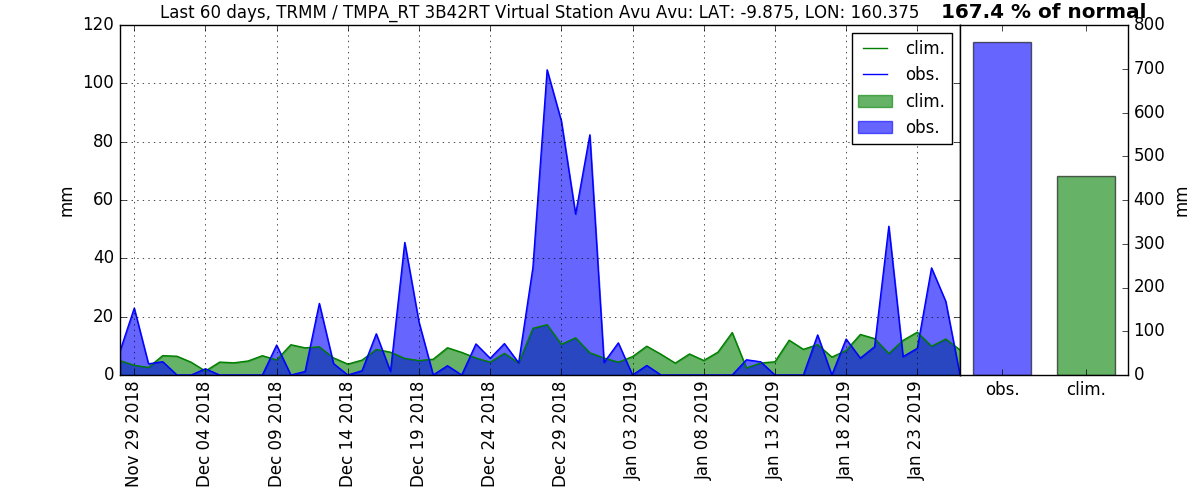 Last 60 days, TRMM / TMPA_RT 3B42RT Virtual Station Avu Avu: LAT: -9.875, LON: 160.375
167.4 % of normal
120
100
80
60
40
20
0
mm
clim.
obs.
clim.
obs.
800
700
600
500
400
300
200
100
0
mm
obs.
clim.
Nov 29 2018
Dec 04 2018
Dec 09 2018
Dec 14 2018
Dec 19 2018
Dec 24 2018
Dec 29 2018
Jan 03 2019
Jan 08 2019
Jan 13 2019
Jan 18 2019
Jan 23 2019